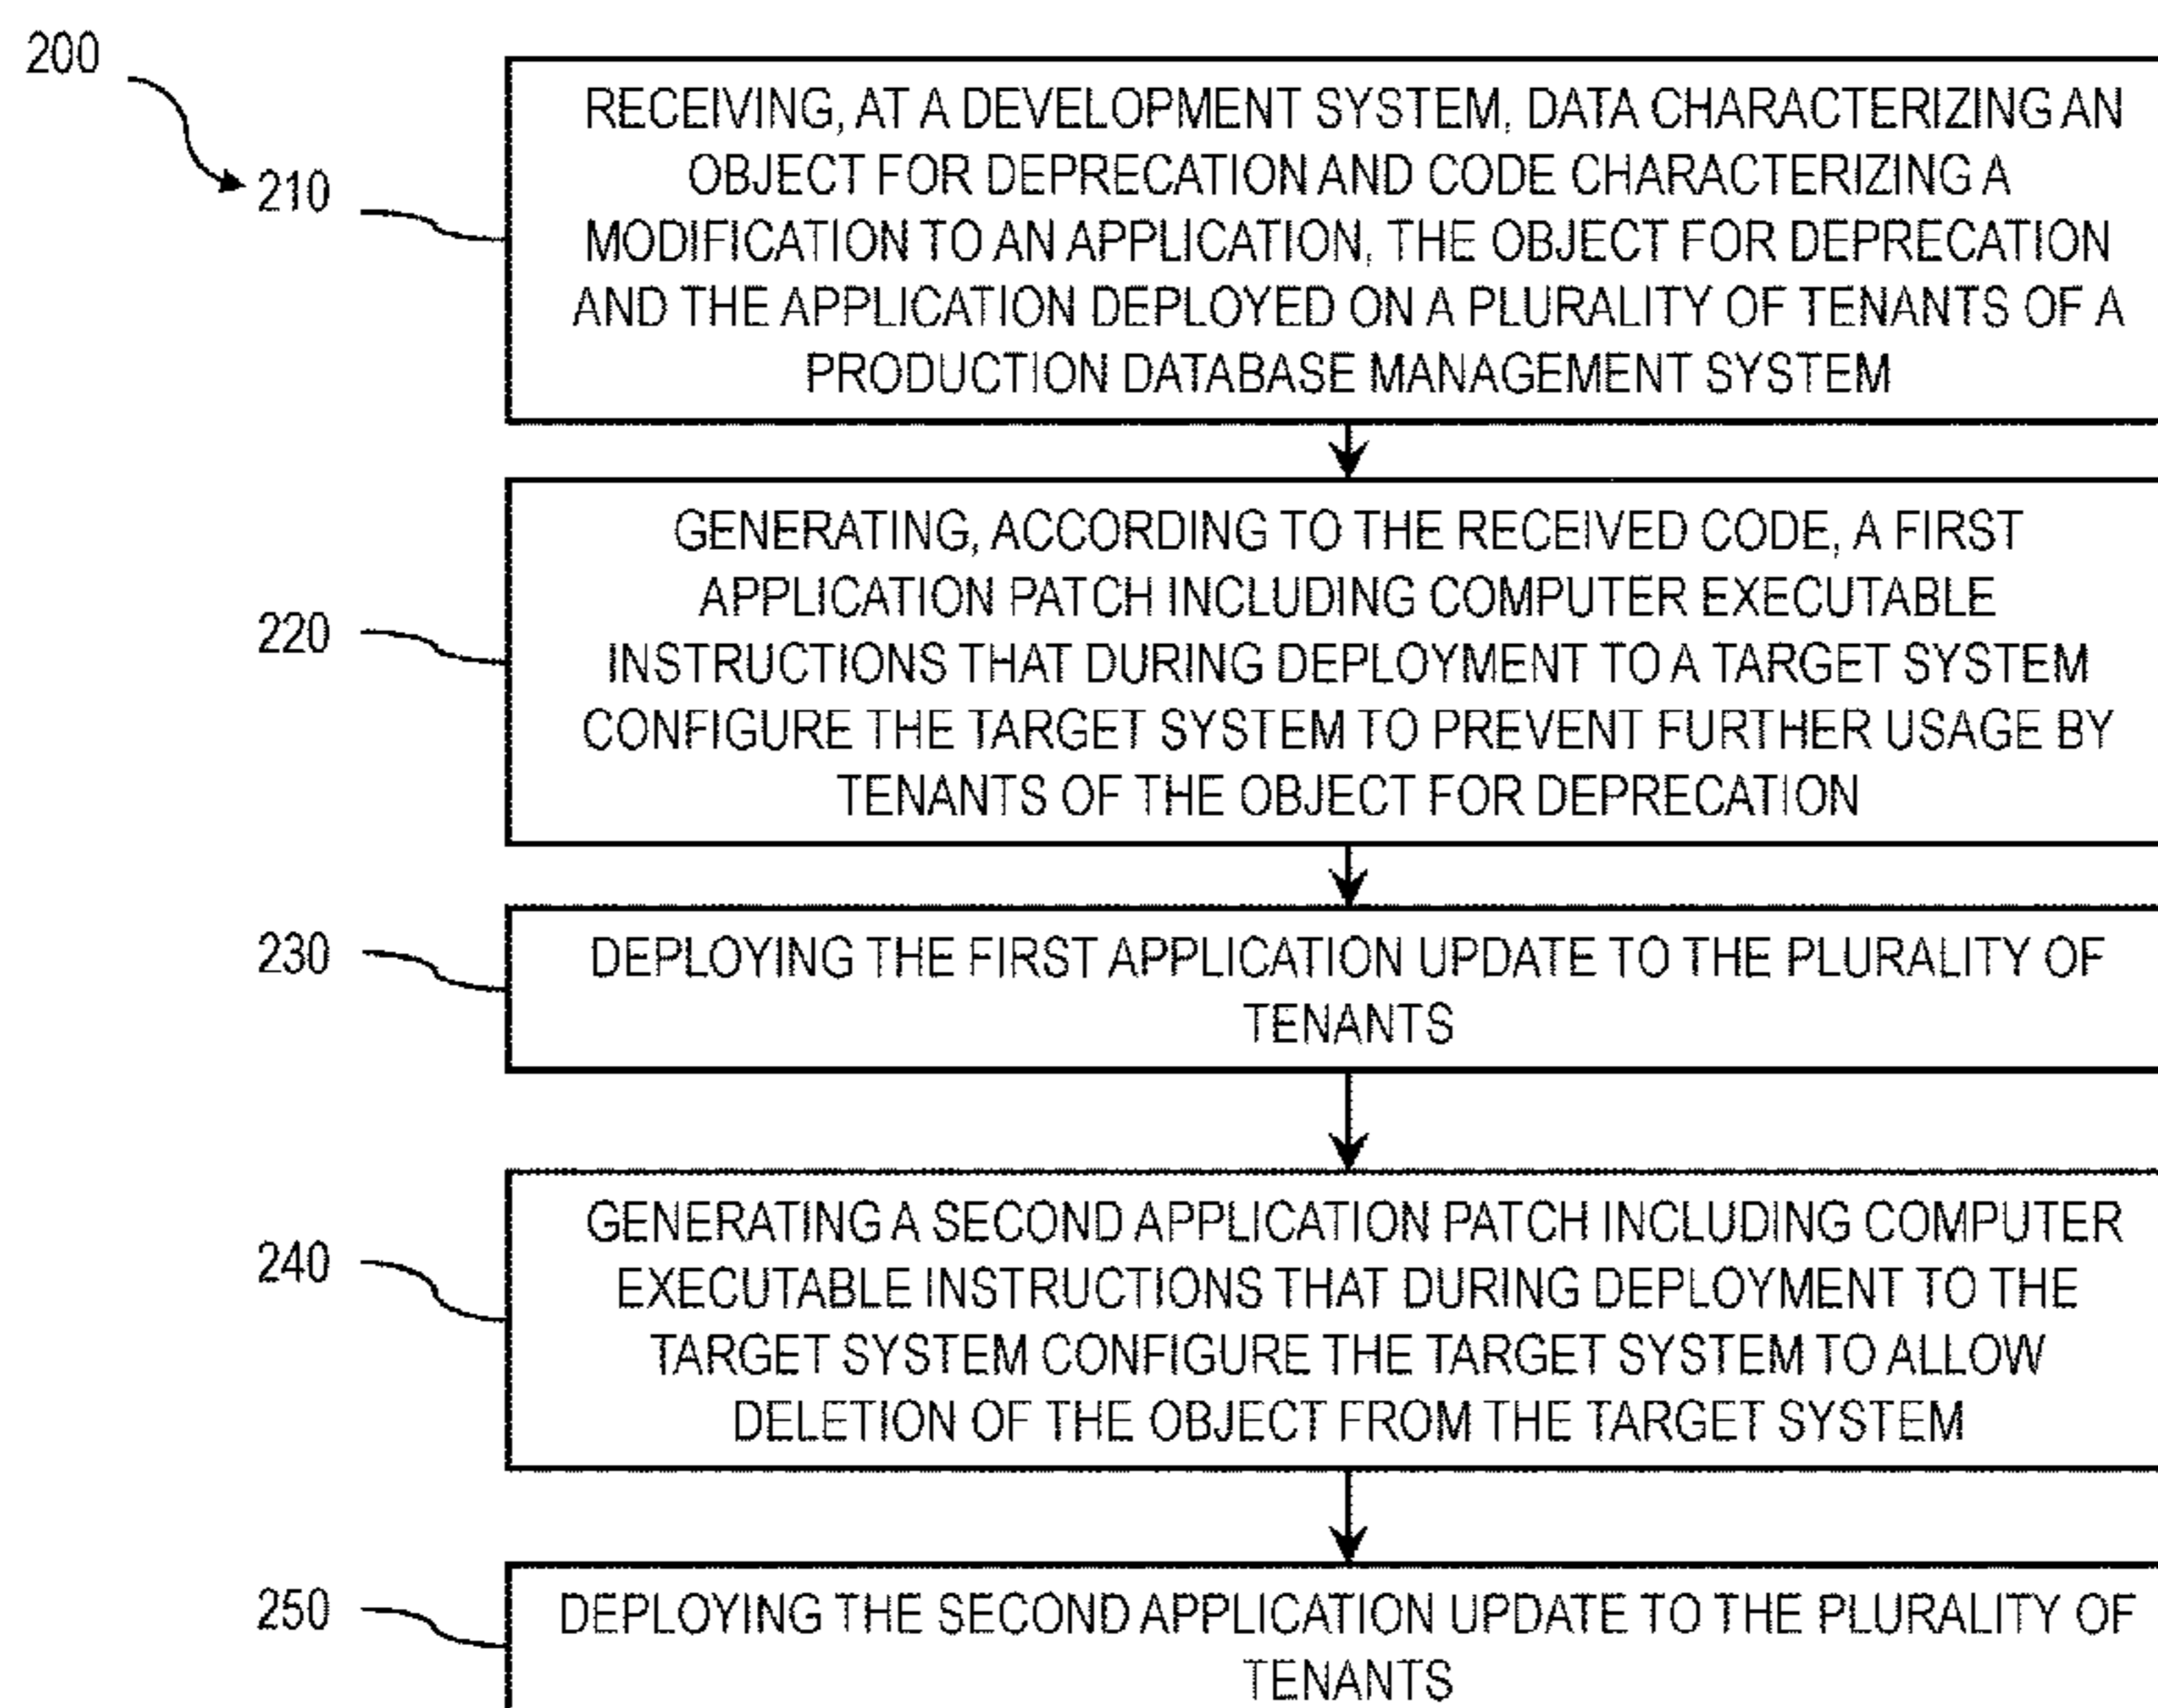 200
210
RECEIVING, AT A DEVELOPMENT SYSTEM, DATA CHARACTERIZING AN
OBJECT FOR DEPRECATION AND CODE CHARACTERIZING A
MODIFICATION TO AN APPLICATION, THE OBJECT FOR DEPRECATION
AND THE APPLICATION DEPLOYED ON A PLURALITY OF TENANTS OF A
PRODUCTION DATABASE MANAGEMENT SYSTEM
220
GENERATING, ACCORDING TO THE RECEIVED CODE, A FIRST
APPLICATION PATCH INCLUDING COMPUTER EXECUTABLE
INSTRUCTIONS THAT DURING DEPLOYMENT TO A TARGET SYSTEM
CONFIGURE THE TARGET SYSTEM TO PREVENT FURTHER USAGE BY
TENANTS OF THE OBJECT FOR DEPRECATION
230
DEPLOYING THE FIRST APPLICATION UPDATE TO THE PLURALITY OF
TENANTS
240
GENERATING A SECOND APPLICATION PATCH INCLUDING COMPUTER
EXECUTABLE INSTRUCTIONS THAT DURING DEPLOYMENT TO THE
TARGET SYSTEM CONFIGURE THE TARGET SYSTEM TO ALLOW
DELETION OF THE OBJECT FROM THE TARGET SYSTEM
250
DEPLOYING THE SECOND APPLICATION UPDATE TO THE PLURALITY OF
TENANTS